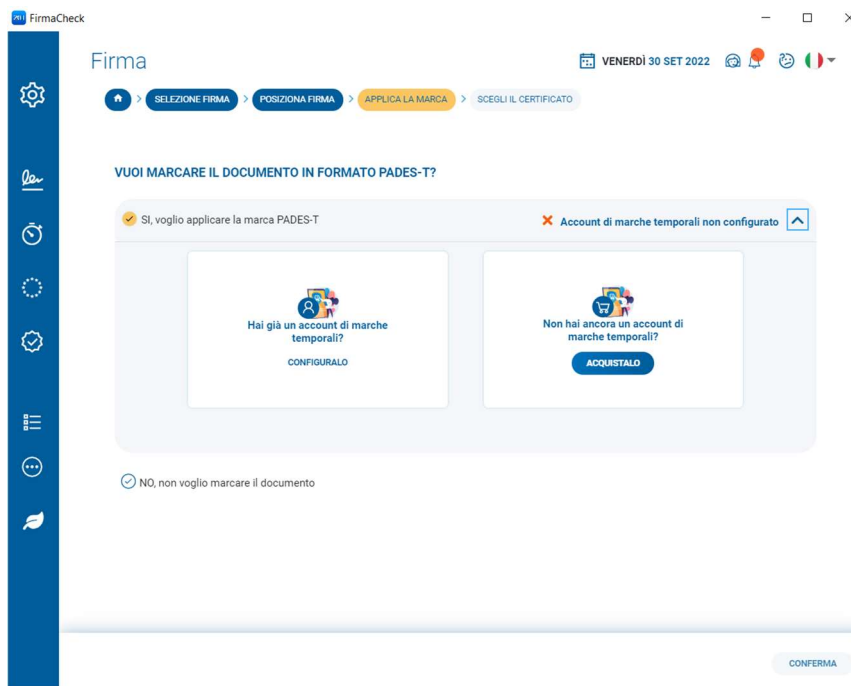 FirmaCheck
Firma
VENERDÌ 30 SET 2022
SELEZIONE FIRMA > POSIZIONA FIRMA > APPLICA LA MARCA > SCEGLI IL CERTIFICATO
VUOI MARCARE IL DOCUMENTO IN FORMATO PADES-T?
SI, voglio applicare la marca PADES-T
Account di marche temporali non configurato
Hai già un account di marche
temporali?
CONFIGURALO
Non hai ancora un account di
marche temporali?
ACQUISTALO
NO, non voglio marcare il documento
CONFERMA